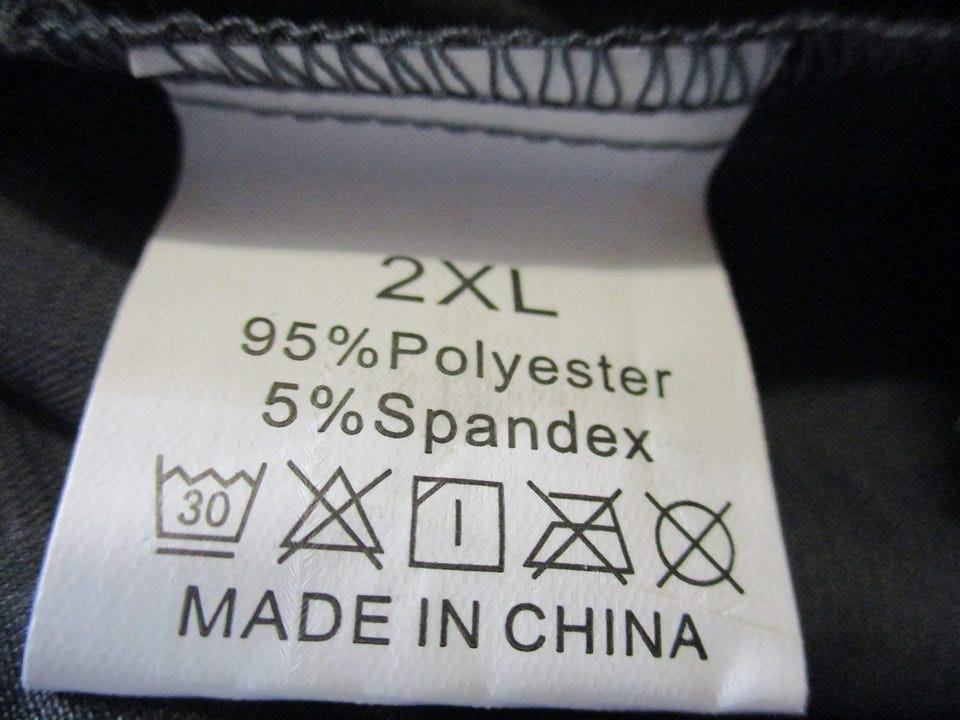 2XL
95%Polyester
5%Spandex
30
MADE IN CHINA